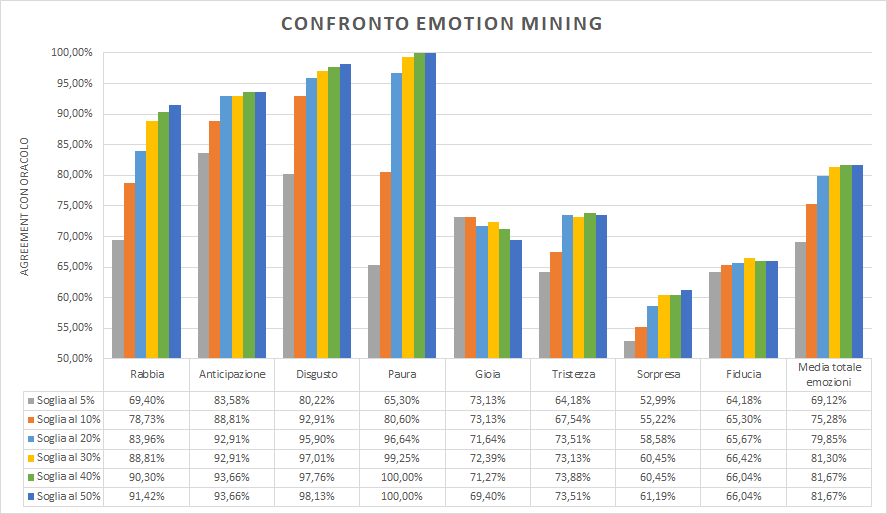 CONFRONTO EMOTION MINING
AGREEMENT CON ORACOLO
100,00%
95,00%
90,00%
85,00%
80,00%
75,00%
70,00%
65,00%
60,00%
55,00%
50,00%
Rabbia Anticipazione Disgusto Paura Gioia Tristezza Sorpresa Fiducia Media totale
emozioni
Soglia al 5% 69,40% 83,58% 80,22% 65,30% 73,13% 64,18% 52,99% 64,18% 69,12%
Soglia al 10% 78,73% 88,81% 92,91% 80,60% 73,13% 67,54% 55,22% 65,30% 75,28%
Soglia al 20% 83,96% 92,91% 95,90% 96,64% 71,64% 73,51% 58,58% 65,67% 79,85%
Soglia al 30% 88,81% 92,91% 97,01% 99,25% 72,39% 73,13% 60,45% 66,42% 81,30%
Soglia al 40% 90,30% 93,66% 97,76% 100,00% 71,27% 73,88% 60,45% 66,04% 81,67%
Soglia al 50% 91,42% 93,66% 98,13% 100,00% 69,40% 73,51% 61,19% 66,04% 81,67%